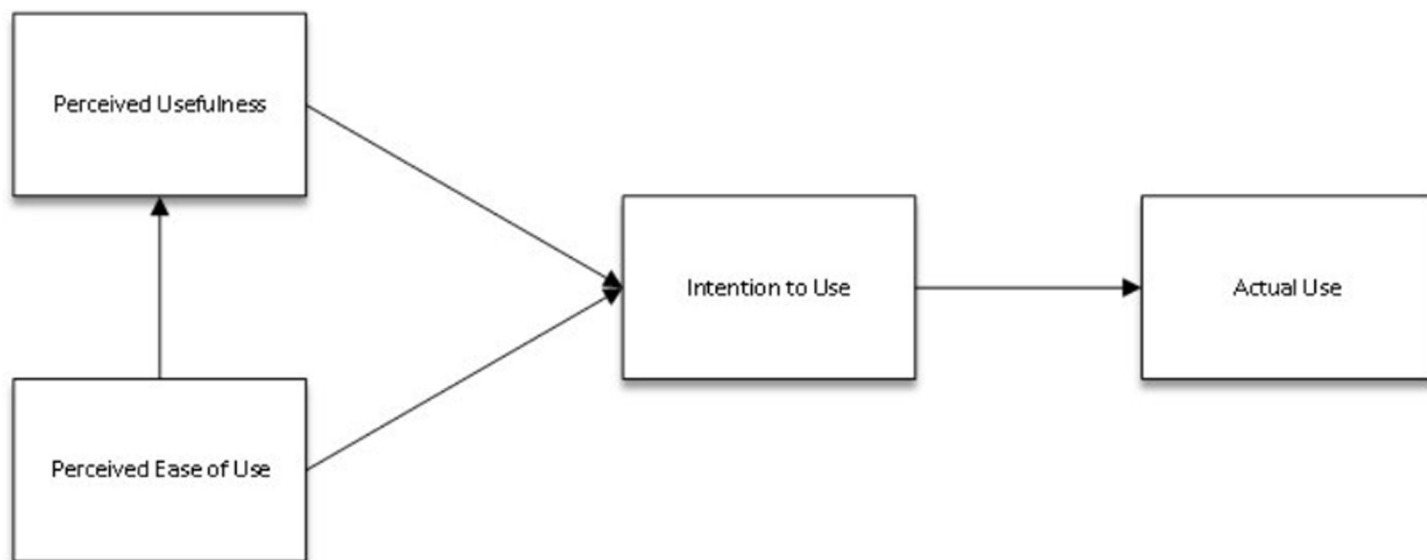 Perceived Usefulness
Intention to Use
Actual Use
Perceived Ease of Use